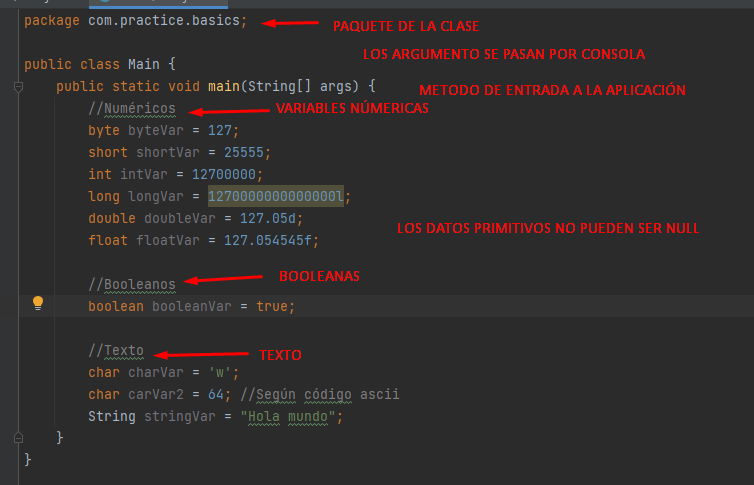 package com.practice.basics;
PAQUETE DE LA CLASE
LOS ARGUMENTO SE PASAN POR CONSOLA
public class Main {
public static void main(String[] args) {
METODO DE ENTRADA A LA APLICACIÓN
//Numéricos
VARIABLES NÚMERICAS
byte byteVar = 127;
short shortVar = 25555;
int intVar = 12700000;
long longVar = 1270000000000000l;
double doubleVar = 127.05d;
LOS DATOS PRIMITIVOS NO PUEDEN SER NULL
float floatVar = 127.054545f;
//Booleanos
BOOLEANAS
boolean booleanVar = true;
//Texto
TEXTO
char charVar = 'w';
char carVar2 = 64; //Según código ascii
String stringVar = "Hola mundo";
}
}